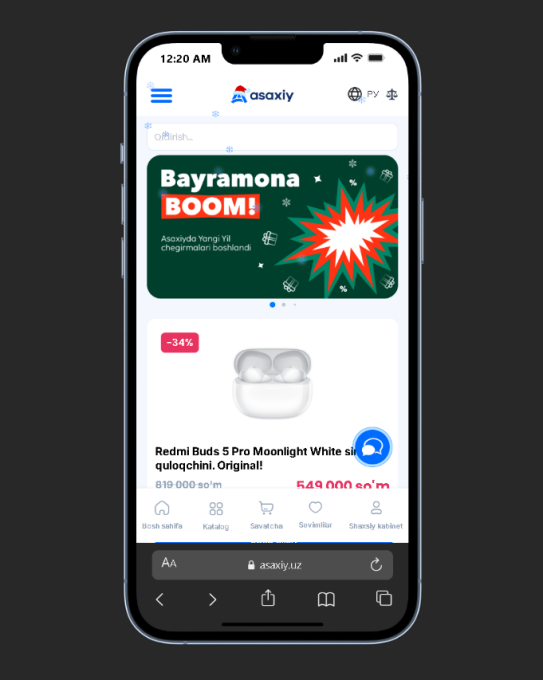 12:20 AM
asaxiy
РУ
Qidirish...
Bayramona
BOOM!
%
Asaxiyda Yangi Yil
chegirmalari boshlandi
%
-34%
Redmi Buds 5 Pro Moonlight White
quloqchini. Original!
819 000 so'm
549 000 so'm
Bosh sahifa
Katalog
Savatcha
Sevimlilar
Shaxsiy kabinet
AA
asaxiy.uz